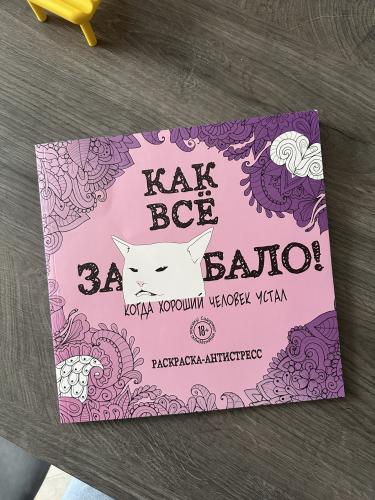 КАК
ВСЁ
ЗА БАЛО!
КОГДА ХОРОШИЙ ЧЕЛОВЕК УСТАЛ
18+
РАСКРАСКА-АНТИСТРЕСС